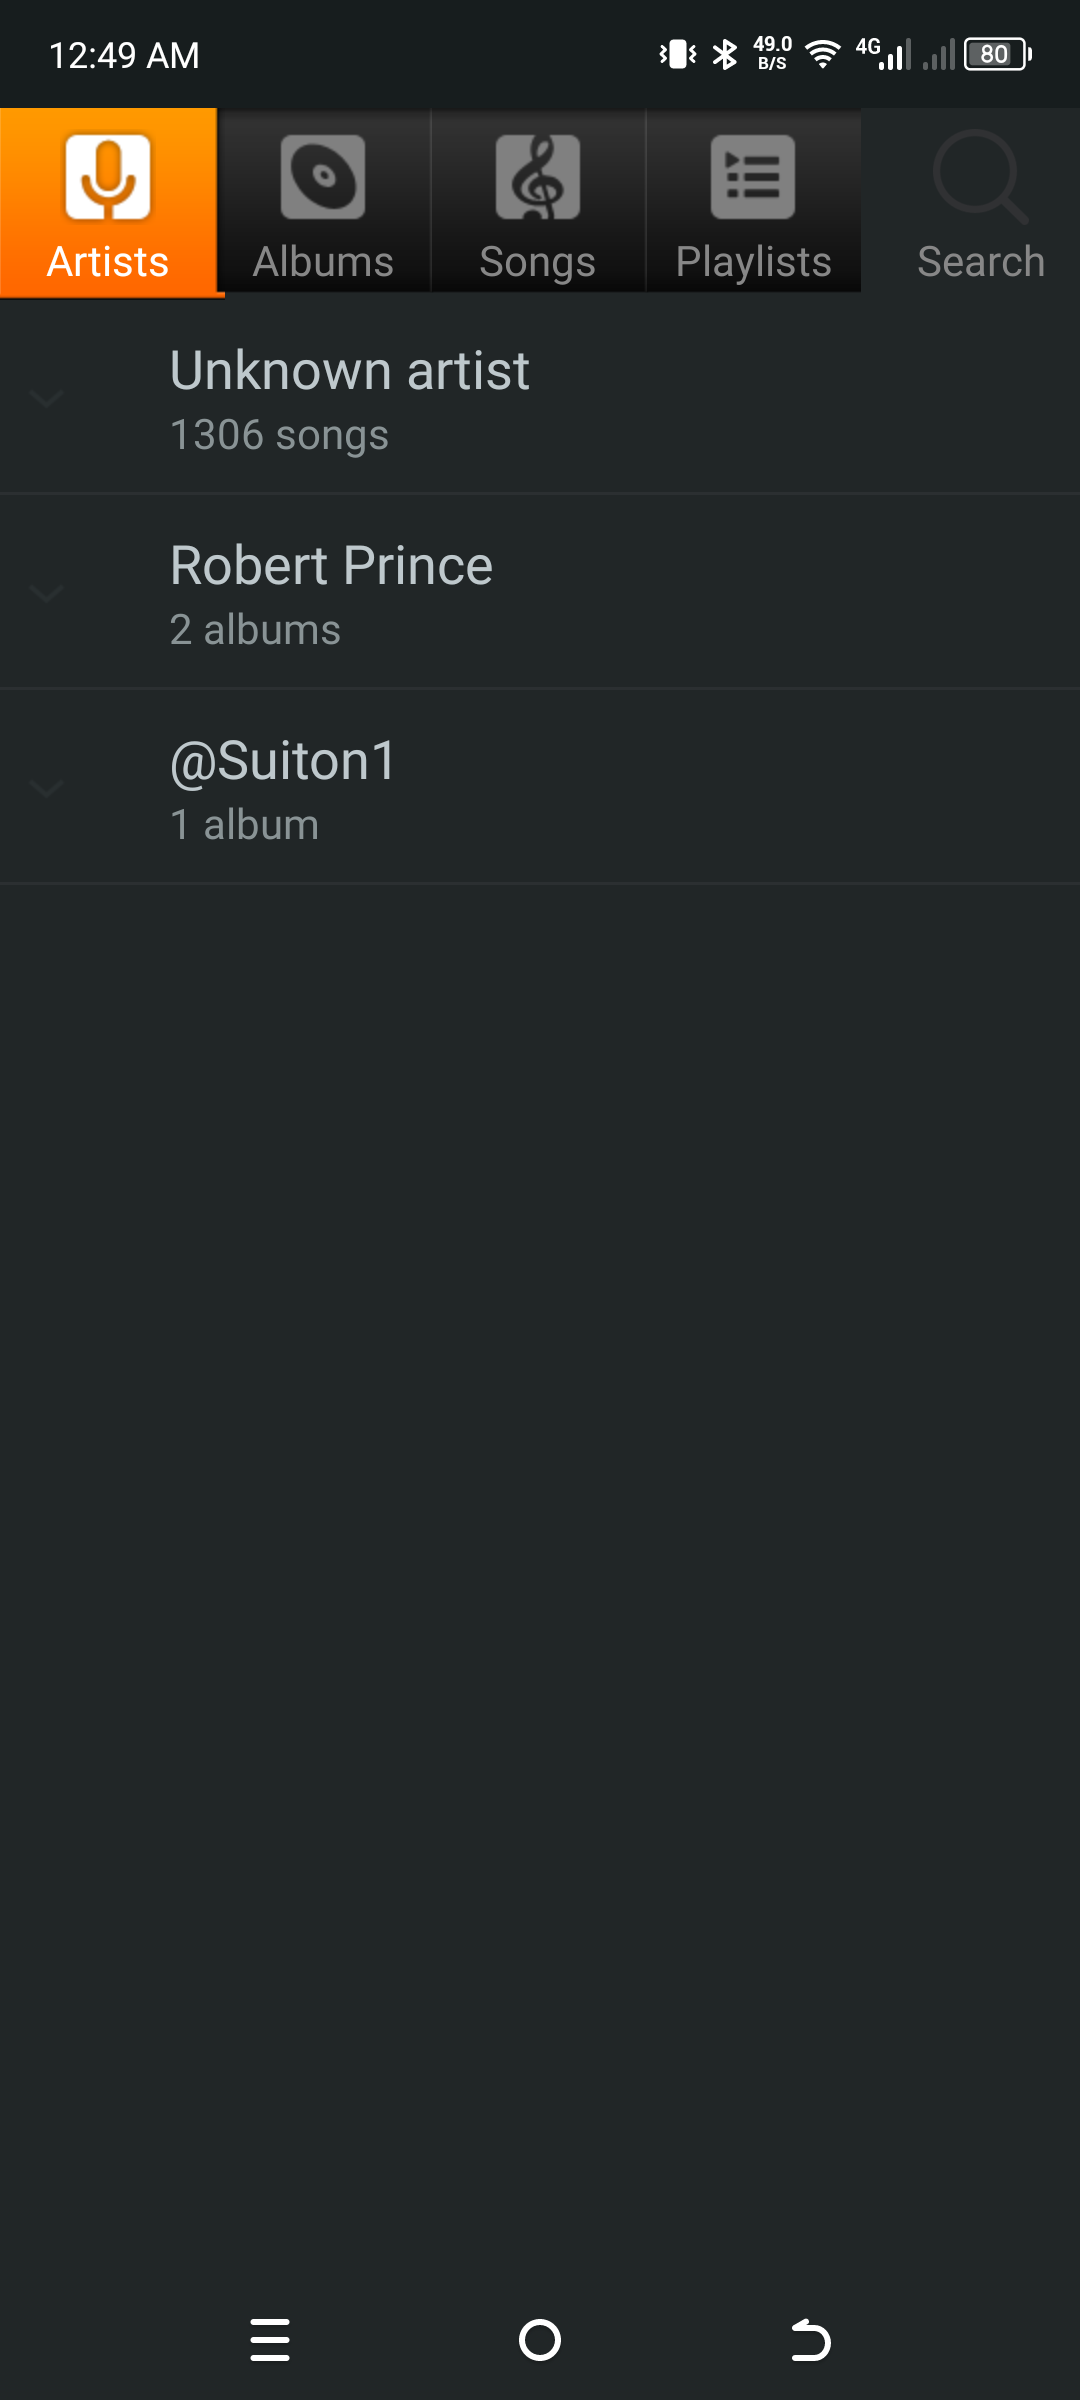 12:49 AM 49.0 B/S 4G 80
Artists Albums Songs Playlists Search
Unknown artist
1306 songs
Robert Prince
2 albums
@Suiton1
1 album